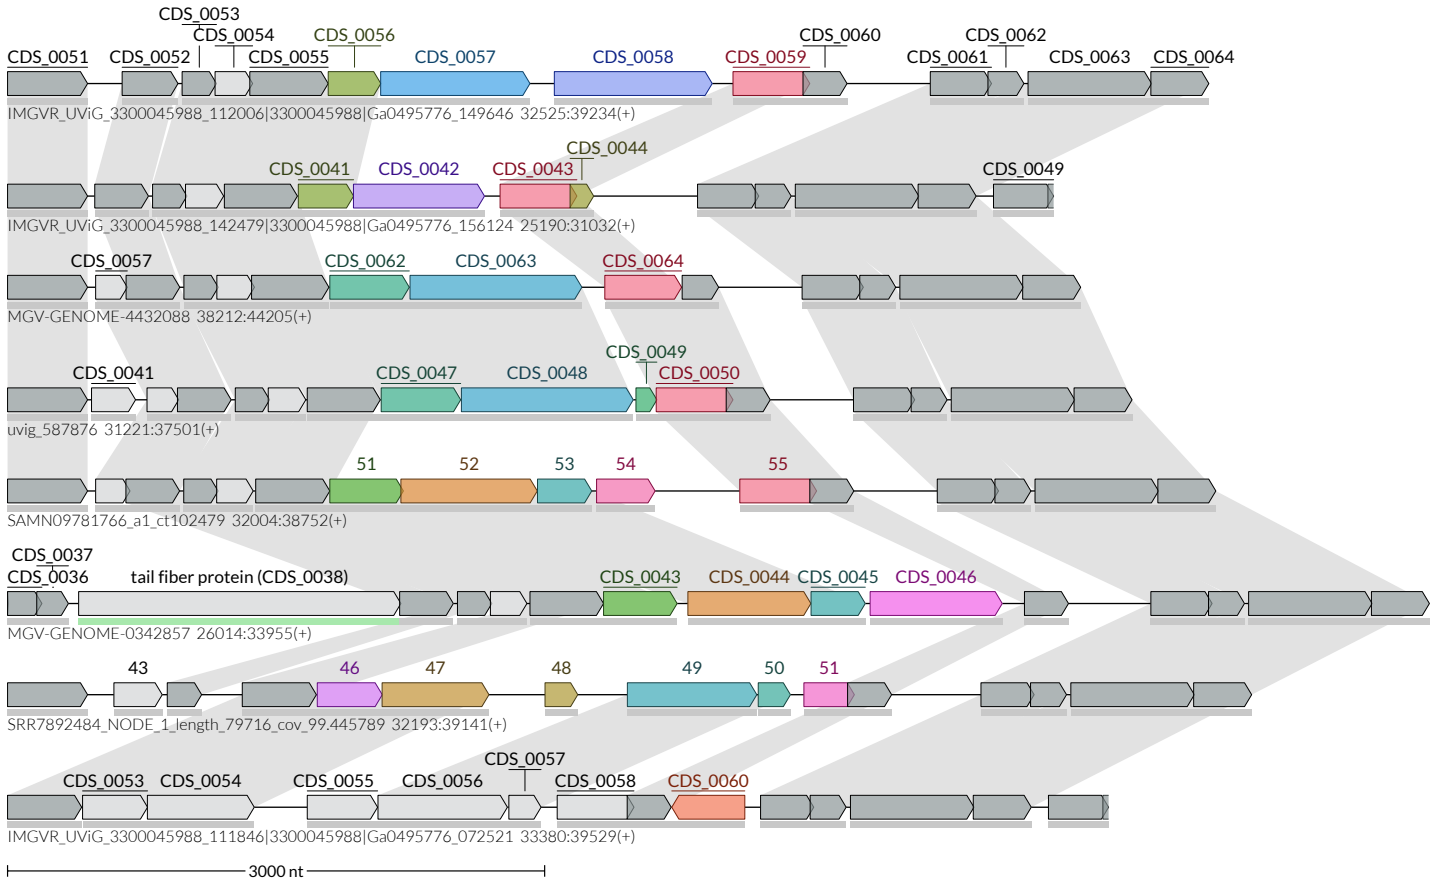 CDS_0053
CDS_0054 CDS_0056 CDS_0060 CDS_0062
CDS_0051 CDS_0052 CDS_0055 CDS_0057 CDS_0058 CDS_0059 CDS_0061 CDS_0063 CDS_0064
IMGVR_UViG_3300045988_112006|3300045988|Ga0495776_149646 32525:39234(+)
CDS_0044
CDS_0041 CDS_0042 CDS_0043 CDS_0049
IMGVR_UViG_3300045988_142479|3300045988|Ga0495776_156124 25190:31032(+)
CDS_0057 CDS_0062 CDS_0063 CDS_0064
MGV-GENOME-4432088 38212:44205(+)
CDS_0049
CDS_0041 CDS_0047 CDS_0048 CDS_0050
uvig_587876 31221:37501(+)
51 52 53 54 55
SAMN09781766_a1_ct102479 32004:38752(+)
CDS_0037
CDS_0036 tail fiber protein (CDS_0038) CDS_0043 CDS_0044 CDS_0045 CDS_0046
MGV-GENOME-0342857 26014:33955(+)
43 46 47 48 49 50 51
SRR7892484_NODE_1_length_79716_cov_99.445789 32193:39141(+)
CDS_0057
CDS_0053 CDS_0054 CDS_0055 CDS_0056 CDS_0058 CDS_0060
IMGVR_UViG_3300045988_111846|3300045988|Ga0495776_072521 33380:39529(+)
3000 nt